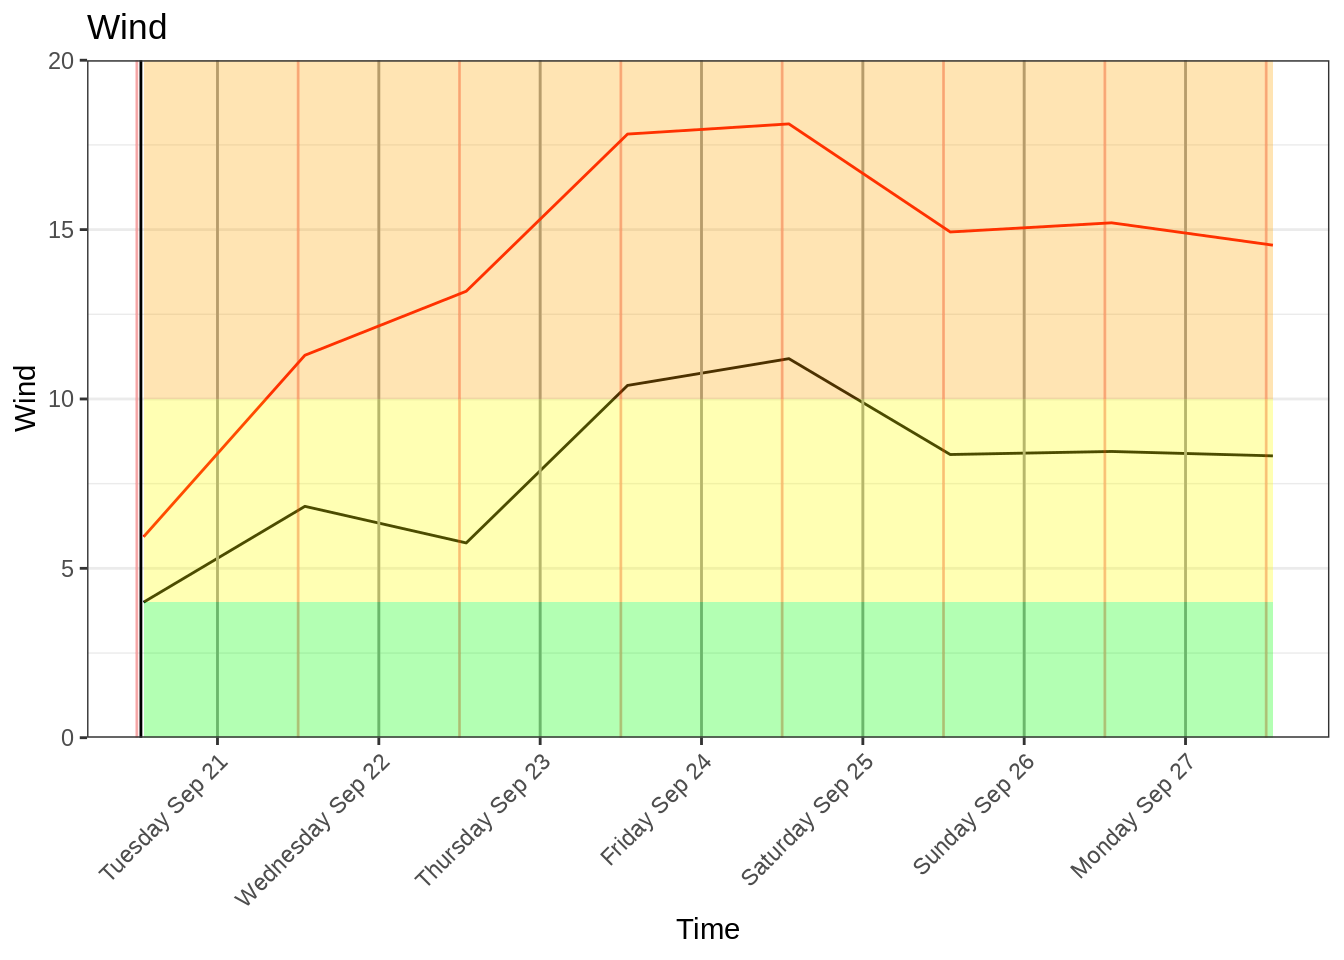 Wind
20
15
10
5
0
Wind
Tuesday Sep 21
Wednesday Sep 22
Thursday Sep 23
Friday Sep 24
Saturday Sep 25
Sunday Sep 26
Monday Sep 27
Time